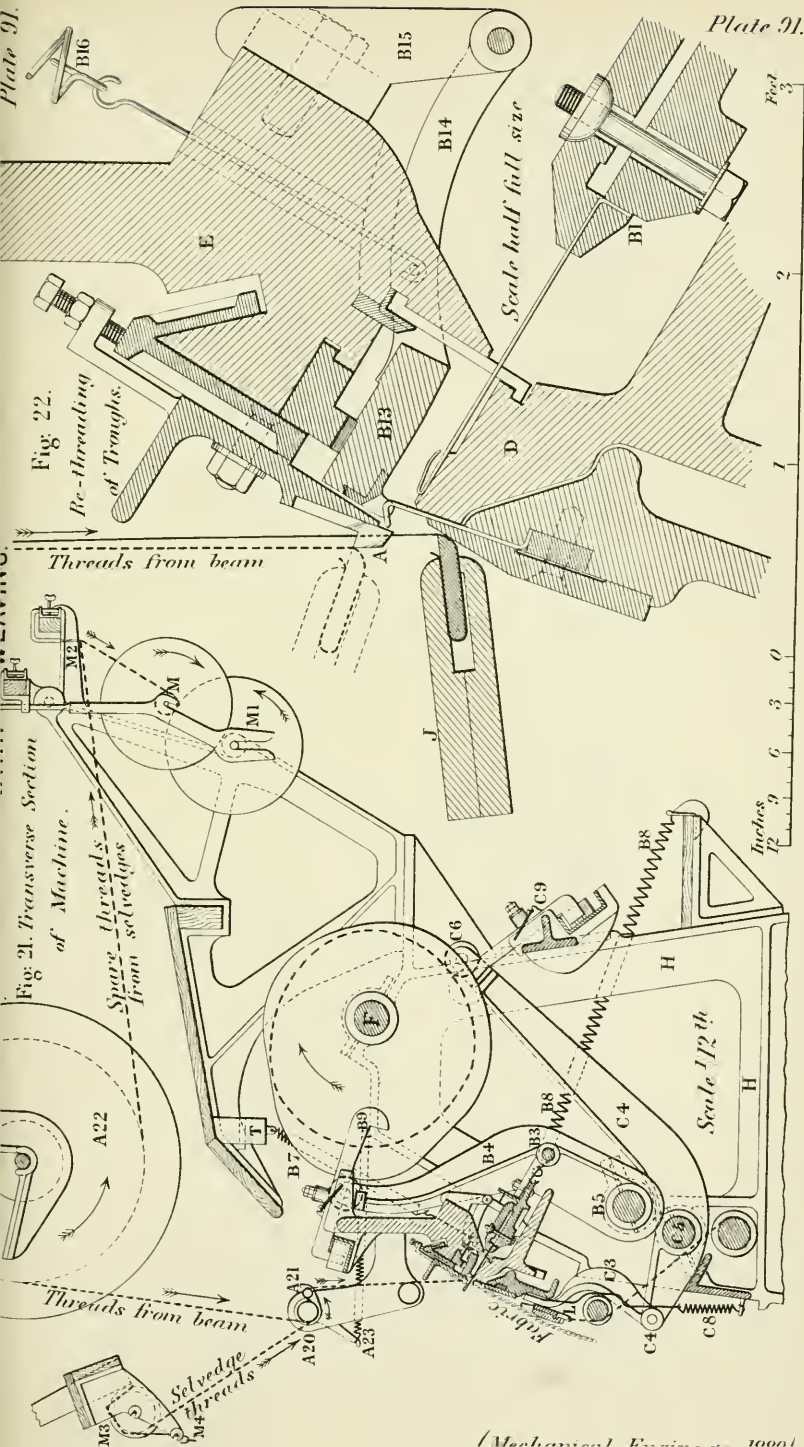 Plate 91.
WEAVING.
Fig. 21. Transverse Section
of Machine.
Spare threads
from selvedges
A22
Threads from beam
M3
M4
Selvedge
threads
A20
A21
A23
T
B7
B9
B4
B3
B8
B8
B5
C5
C3
C4
C4
C8
L
Fabric
F
C6
C9
H
H
Scale 1/12th
M2
M
M1
Fig. 22.
Re-threading
of Troughs.
Threads from beam
A
J
B13
E
D
B16
B15
B14
B1
Scale half full size
Plate 91.
Inches
12 9 6 3 0 1 2 3 Feet